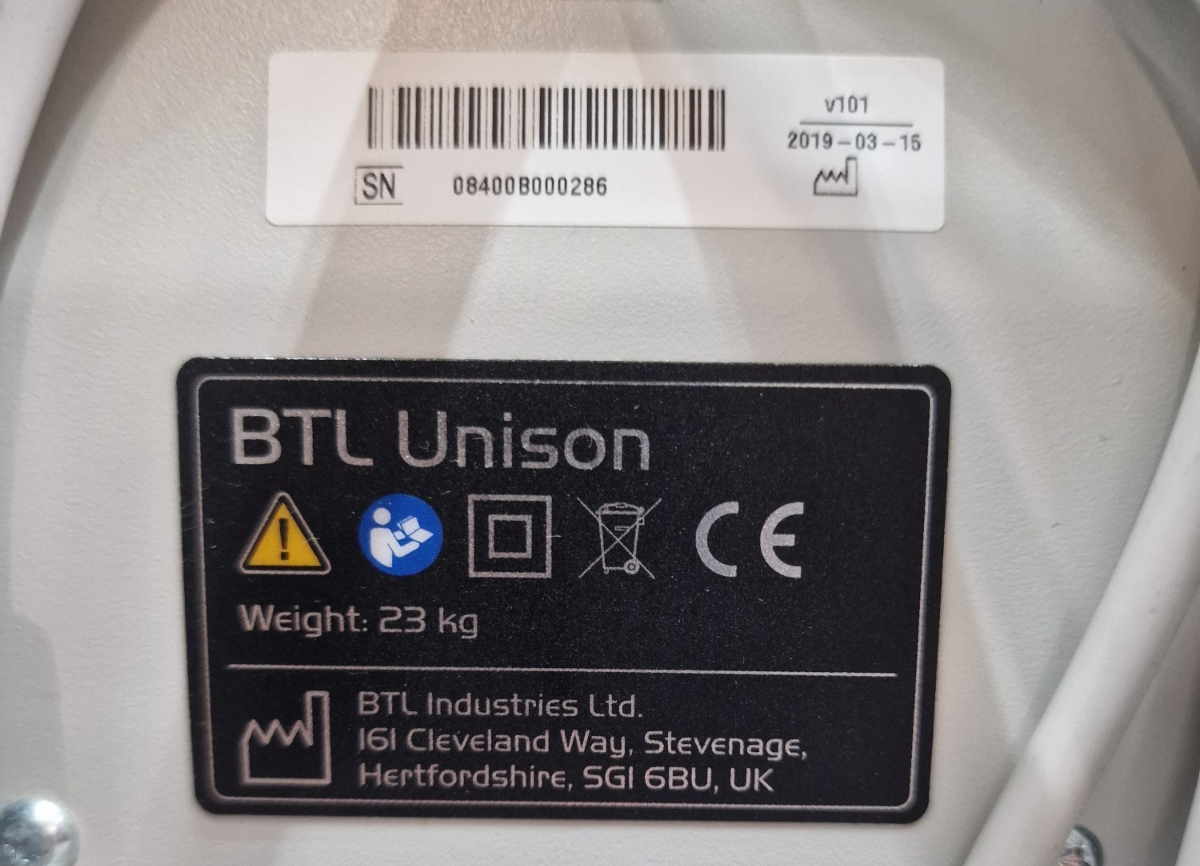 v101
2019-03-15
SN 08400B000286
BTL Unison
CE
Weight: 23 kg
BTL Industries Ltd.
161 Cleveland Way, Stevenage,
Hertfordshire, SG1 6BU, UK